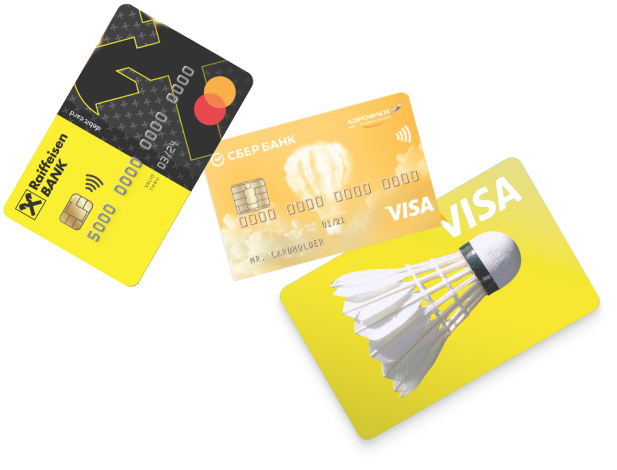 Raiffeisen
BANK
debit card
5000 0000 0000 0000
VALID
THRU
03/24
СБЕР БАНК
АЭРОФЛОТ
0000 0000 0000 0000
01/21
MR. CARDHOLDER
VISA
VISA